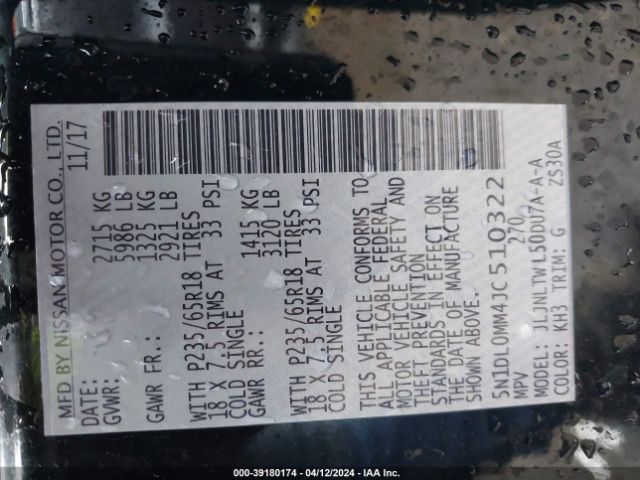 MFD BY NISSAN MOTOR CO., LTD.
DATE: 11/17
GVWR: 2715 KG
5986 LB
GAWR FR.: 1325 KG
2921 LB
WITH P235/65R18 TIRES
18 X 7.5 RIMS AT 33 PSI
COLD SINGLE
GAWR RR.: 1415 KG
3120 LB
WITH P235/65R18 TIRES
18 X 7.5 RIMS AT 33 PSI
COLD SINGLE
THIS VEHICLE CONFORMS TO
ALL APPLICABLE FEDERAL
MOTOR VEHICLE SAFETY AND
THEFT PREVENTION
STANDARDS IN EFFECT ON
THE DATE OF MANUFACTURE
SHOWN ABOVE.
5N1DL0MM4JC510322
MPV 270
MODEL: JLJNLTWL50DU7A-A-A
COLOR: KH3 TRIM: G ZS30A
000-39180174 - 04/12/2024 - IAA Inc.